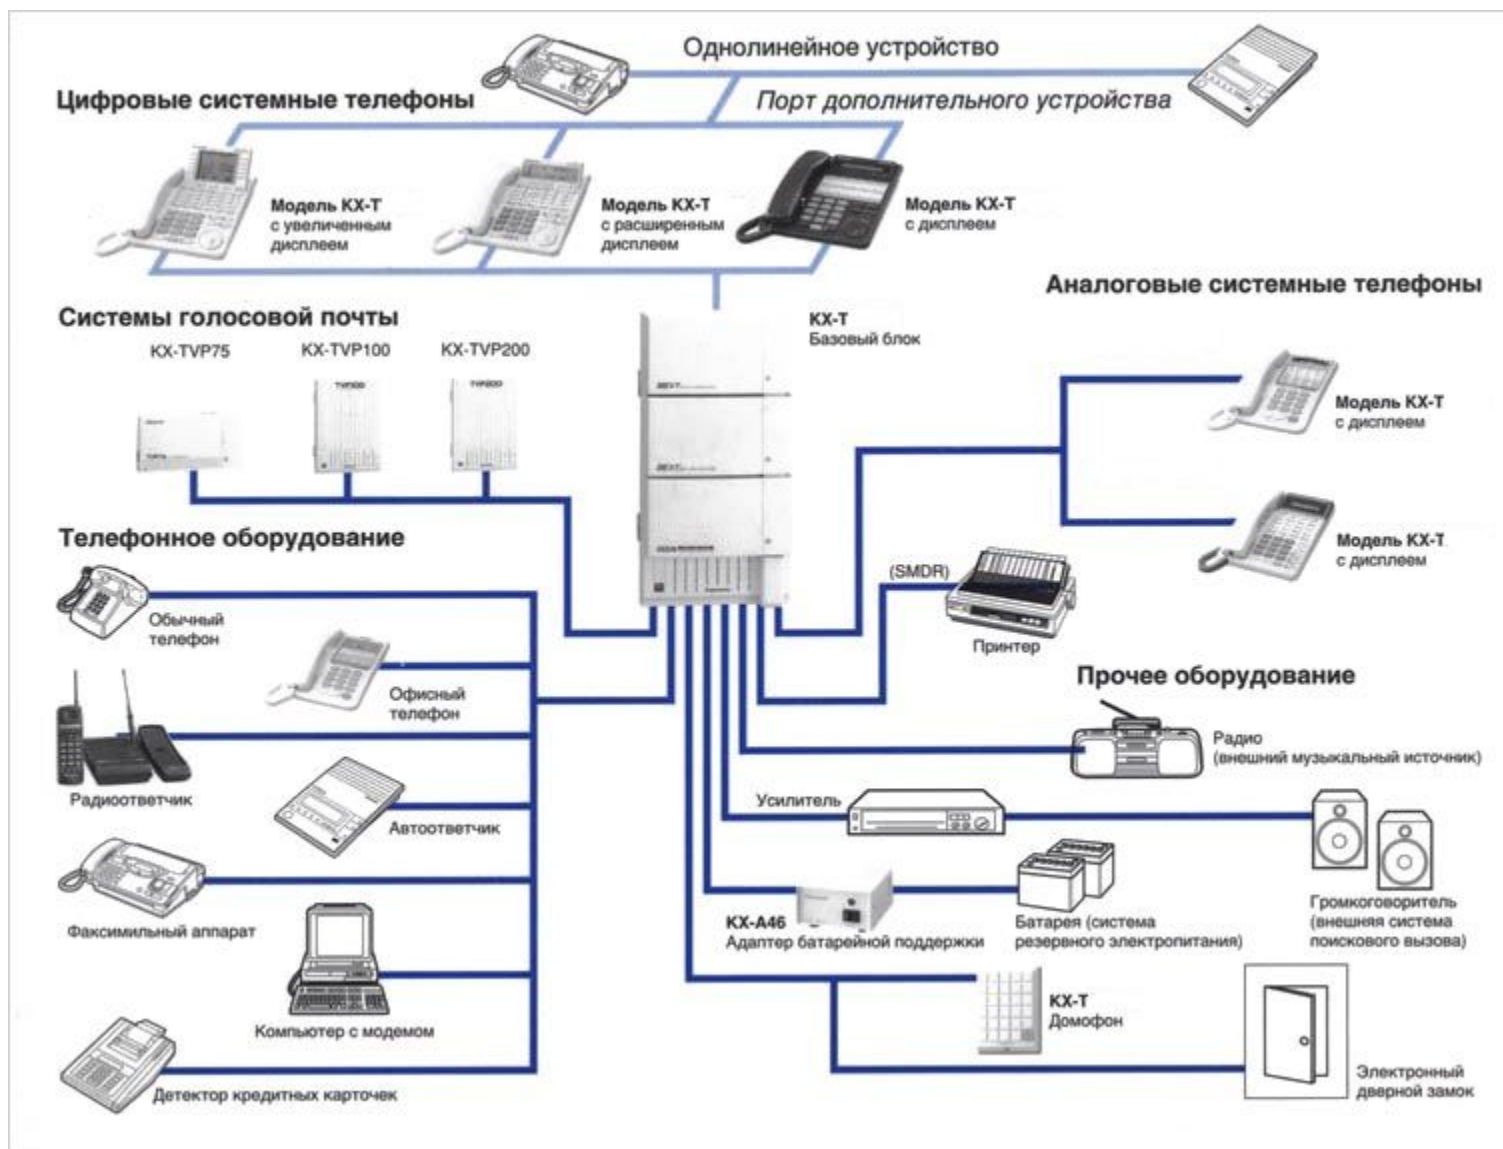 Однолинейное устройство
Цифровые системные телефоны
Порт дополнительного устройства
Модель KX-T
с увеличенным
дисплеем
Модель KX-T
с расширенным
дисплеем
Модель KX-T
с дисплеем
Аналоговые системные телефоны
Системы голосовой почты
KX-T
Базовый блок
KX-TVP75
KX-TVP100
KX-TVP200
TVP100
TVP200
Модель KX-T
с дисплеем
Телефонное оборудование
Модель KX-T
с дисплеем
(SMDR)
Обычный
телефон
Принтер
Прочее оборудование
Офисный
телефон
Радио
(внешний музыкальный источник)
Радиоответчик
Усилитель
Автоответчик
Громкоговоритель
(внешняя система
поискового вызова)
KX-A46
Адаптер батарейной поддержки
Батарея (система
резервного электропитания)
Факсимильный аппарат
KX-T
Домофон
Компьютер с модемом
Электронный
дверной замок
Детектор кредитных карточек